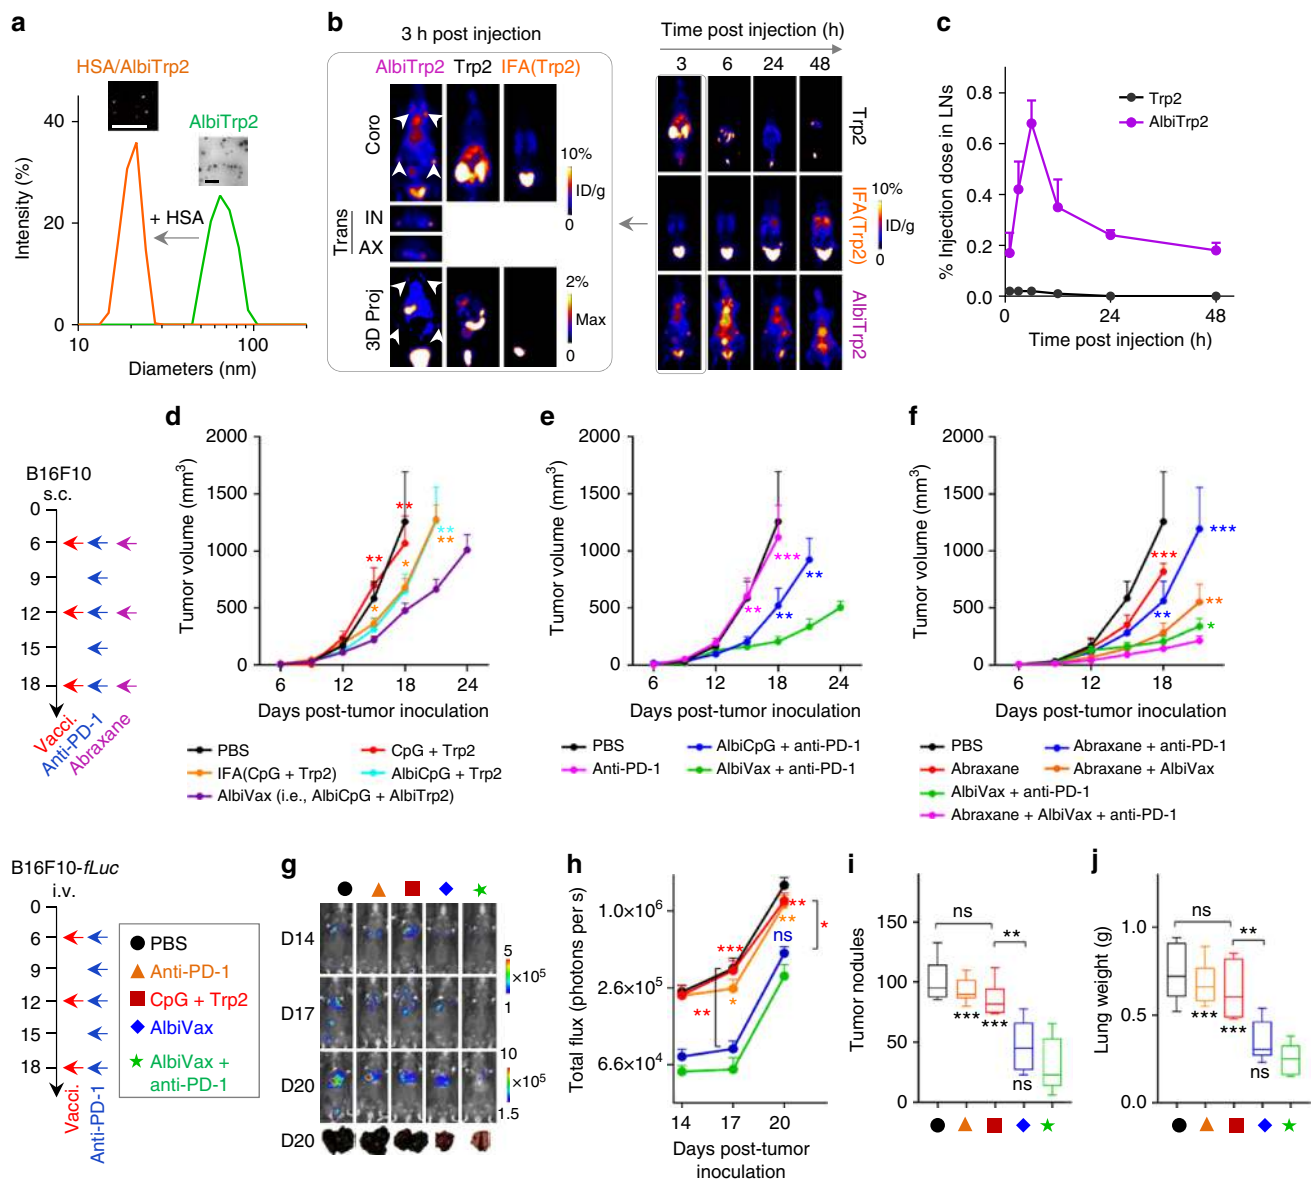 a
HSA/AlbiTrp2
AlbiTrp2
+ HSA
Intensity (%)
40
20
0
10
100
Diameters (nm)
b
3 h post injection
AlbiTrp2 Trp2 IFA(Trp2)
Coro
Trans
IN
AX
3D Proj
10%
ID/g
0
2%
Max
0
Time post injection (h)
3 6 24 48
Trp2
IFA(Trp2)
AlbiTrp2
10%
ID/g
0
c
% Injection dose in LNs
0.8
0.6
0.4
0.2
0.0
0 24 48
Time post injection (h)
Trp2
AlbiTrp2
B16F10
s.c.
0
6
9
12
15
18
Vacci.
Anti-PD-1
Abraxane
d
Tumor volume (mm³)
2000
1500
1000
500
0
6 12 18 24
Days post-tumor inoculation
**
**
*
*
**
**
PBS
CpG + Trp2
IFA(CpG + Trp2)
AlbiCpG + Trp2
AlbiVax (i.e., AlbiCpG + AlbiTrp2)
e
Tumor volume (mm³)
2000
1500
1000
500
0
6 12 18 24
Days post-tumor inoculation
***
**
**
**
PBS
AlbiCpG + anti-PD-1
Anti-PD-1
AlbiVax + anti-PD-1
f
Tumor volume (mm³)
2000
1500
1000
500
0
6 12 18
Days post-tumor inoculation
***
***
**
**
*
PBS
Abraxane + anti-PD-1
Abraxane
Abraxane + AlbiVax
AlbiVax + anti-PD-1
Abraxane + AlbiVax + anti-PD-1
B16F10-fLuc
i.v.
0
6
9
12
15
18
Vacci.
Anti-PD-1
PBS
Anti-PD-1
CpG + Trp2
AlbiVax
AlbiVax +
anti-PD-1
g
D14
D17
D20
D20
5
×10⁵
1
10
×10⁵
1.5
h
Total flux (photons per s)
1.0×10⁶
2.6×10⁵
6.6×10⁴
14 17 20
Days post-tumor
inoculation
***
*
**
**
**
ns
*
i
Tumor nodules
150
100
50
0
ns
**
***
***
ns
j
Lung weight (g)
1.0
0.5
0.0
ns
**
***
***
ns